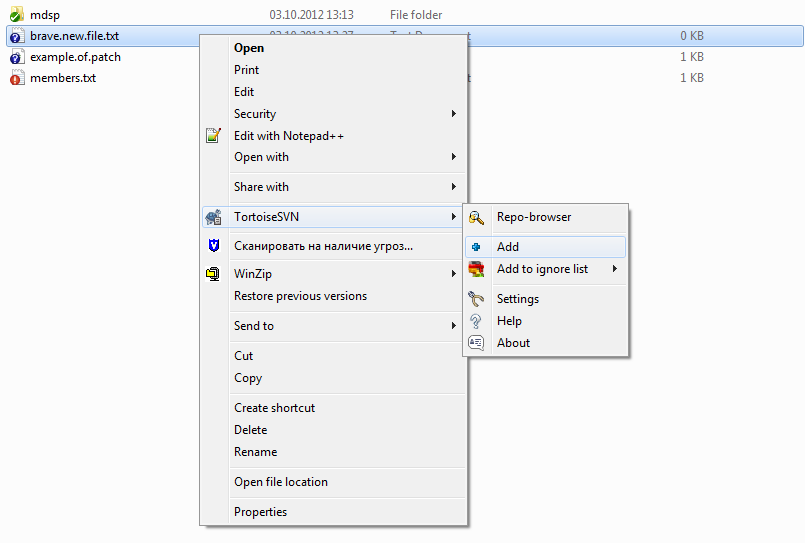 mdsp 03.10.2012 13:13 File folder
brave.new.file.txt 0 KB
example.of.patch 1 KB
members.txt 1 KB
Open
Print
Edit
Security
Edit with Notepad++
Open with
Share with
TortoiseSVN
Сканировать на наличие угроз...
WinZip
Restore previous versions
Send to
Cut
Copy
Create shortcut
Delete
Rename
Open file location
Properties
Repo-browser
Add
Add to ignore list
Settings
Help
About